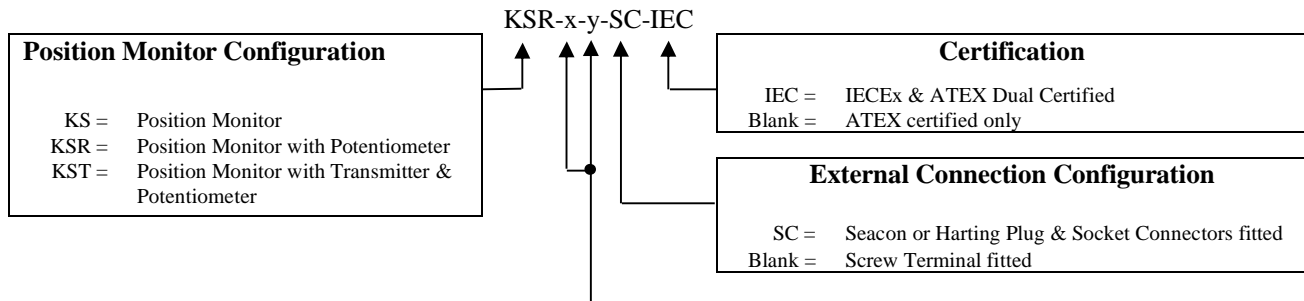 KSR-x-y-SC-IEC
Position Monitor Configuration
KS = Position Monitor
KSR = Position Monitor with Potentiometer
KST = Position Monitor with Transmitter &
Potentiometer
Certification
IEC = IECEx & ATEX Dual Certified
Blank = ATEX certified only
External Connection Configuration
SC = Seacon or Harting Plug & Socket Connectors fitted
Blank = Screw Terminal fitted